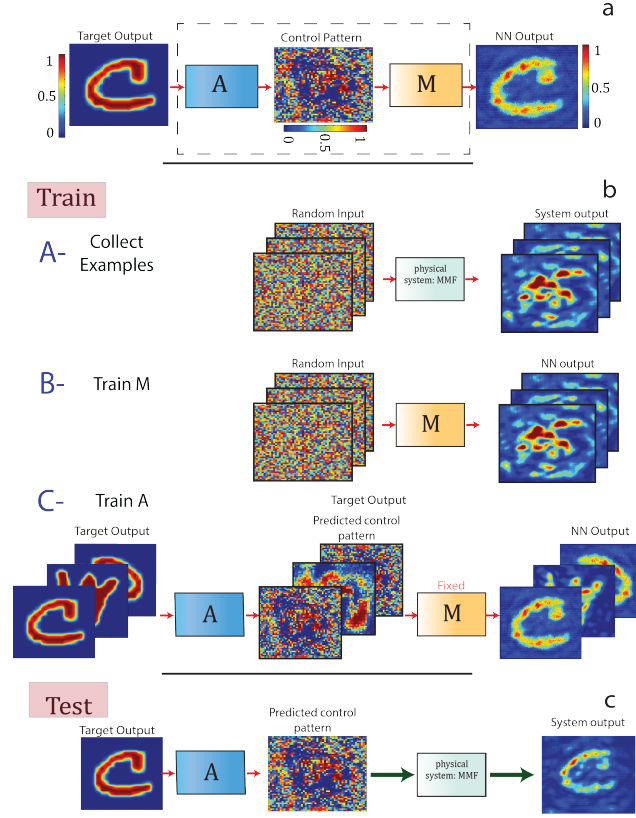 a
Target Output
Control Pattern
NN Output
1
0.5
0
A
M
1
0.5
0
0
0.5
1
Train
b
A- Collect
Examples
Random Input
System output
physical
system: MMF
B- Train M
Random Input
NN output
M
C- Train A
Target Output
Target Output
Predicted control
pattern
NN Output
Fixed
A
M
Test
c
Target Output
Predicted control
pattern
System output
A
physical
system: MMF